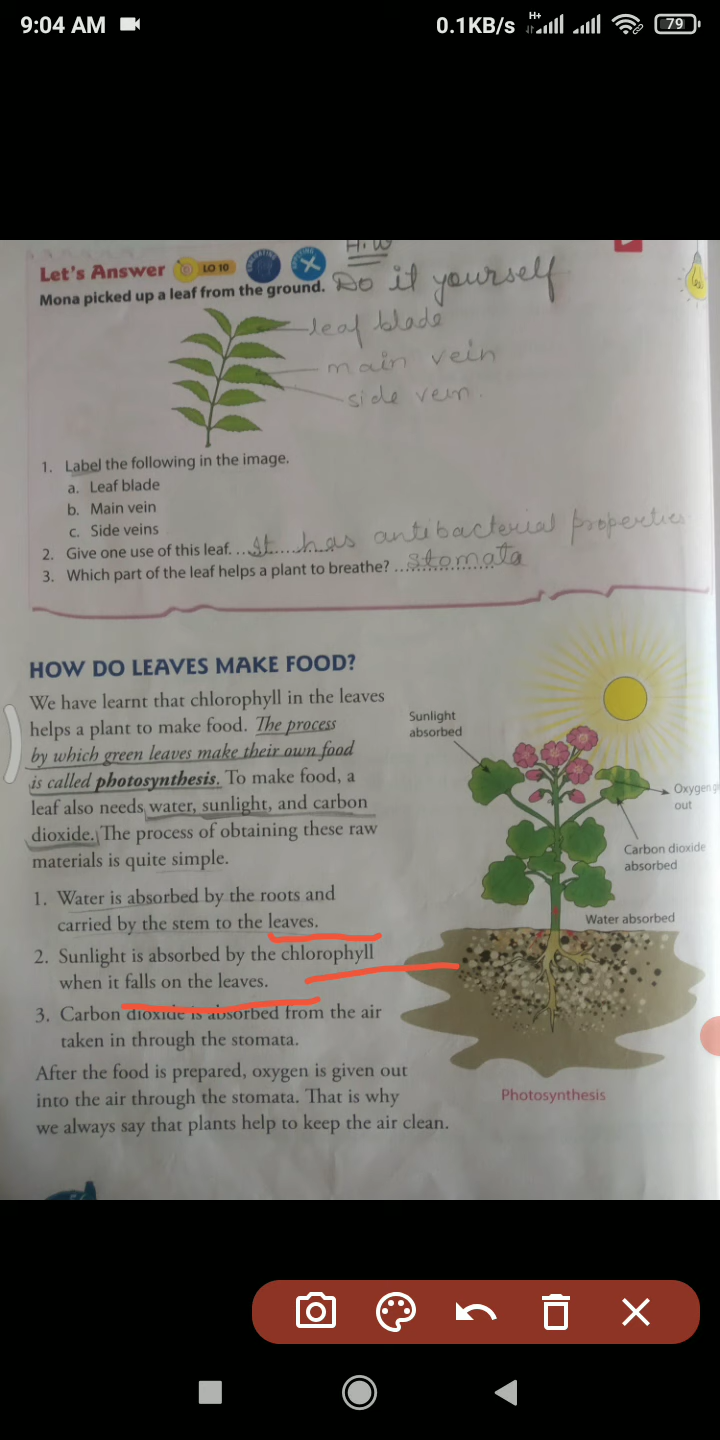 9:04 AM
0.1KB/s
H+
79
H.W
Let's Answer
LO 10
Mona picked up a leaf from the ground.
Do it yourself
leaf blade
main vein
side vein.
1. Label the following in the image.
a. Leaf blade
b. Main vein
c. Side veins
2. Give one use of this leaf. ...It has antibacterial properties
3. Which part of the leaf helps a plant to breathe? ...stomata
HOW DO LEAVES MAKE FOOD?
We have learnt that chlorophyll in the leaves
helps a plant to make food. The process
by which green leaves make their own food
is called photosynthesis. To make food, a
leaf also needs water, sunlight, and carbon
dioxide. The process of obtaining these raw
materials is quite simple.
1. Water is absorbed by the roots and
carried by the stem to the leaves.
2. Sunlight is absorbed by the chlorophyll
when it falls on the leaves.
3. Carbon dioxide is absorbed from the air
taken in through the stomata.
After the food is prepared, oxygen is given out
into the air through the stomata. That is why
we always say that plants help to keep the air clean.
Sunlight
absorbed
Oxygen
out
Carbon dioxide
absorbed
Water absorbed
Photosynthesis